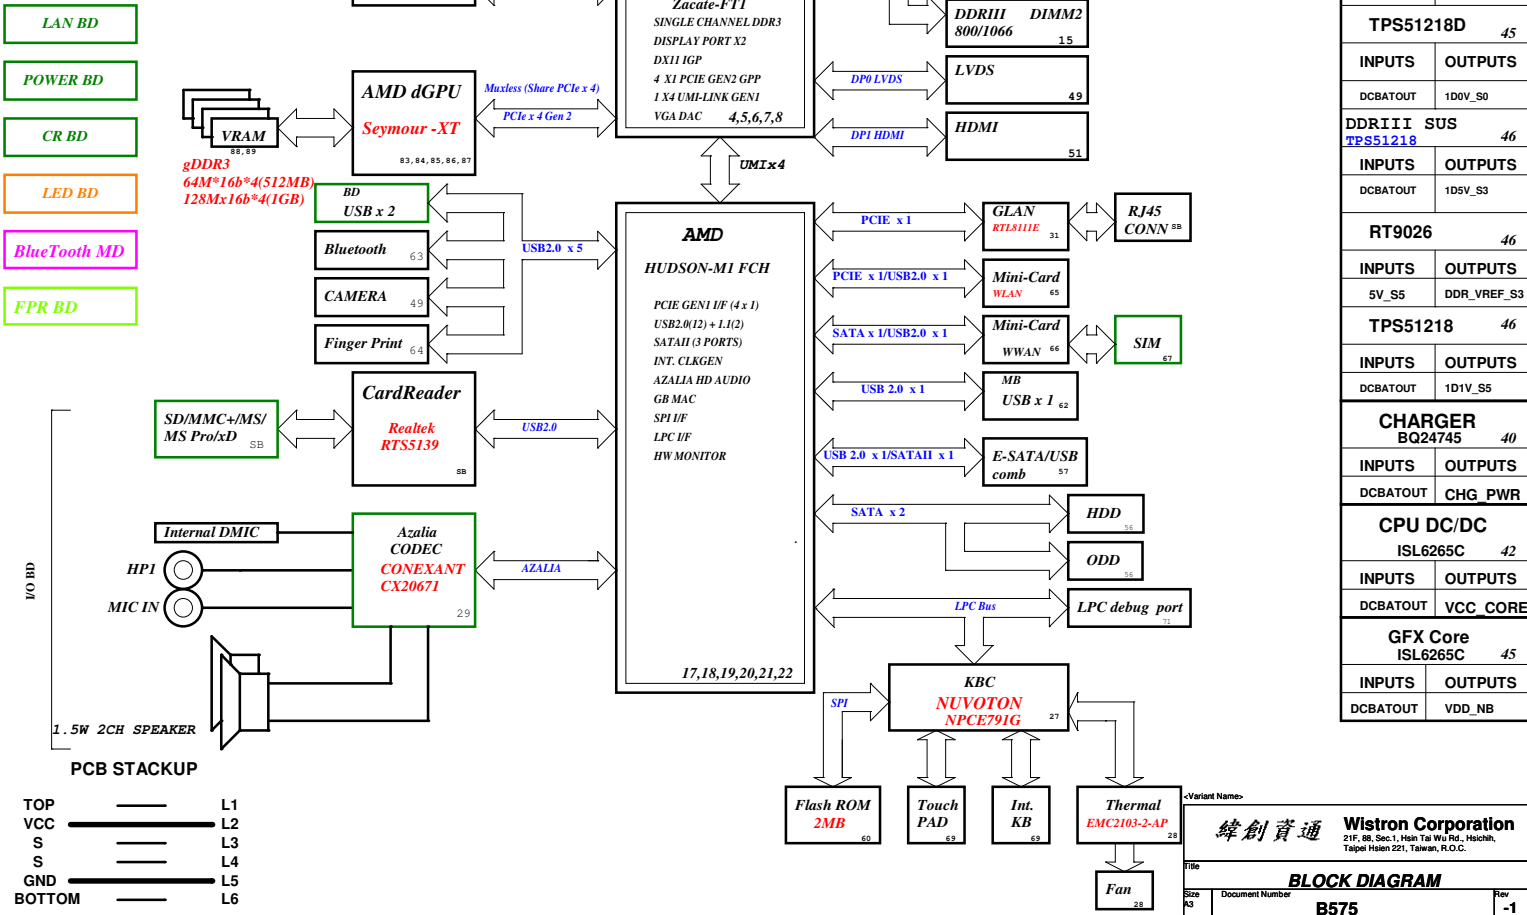 LAN BD
POWER BD
CR BD
LED BD
BlueTooth MD
FPR BD
Zacate-FT1
SINGLE CHANNEL DDR3
DISPLAY PORT X2
DX11 IGP
4 X1 PCIE GEN2 GPP
1 X4 UMI-LINK GEN1
VGA DAC 4,5,6,7,8
DDRIII DIMM2
800/1066
15
DP0 LVDS
LVDS
49
DP1 HDMI
HDMI
51
VRAM
88,89
gDDR3
64M*16b*4(512MB)
128Mx16b*4(1GB)
AMD dGPU
Seymour -XT
83,84,85,86,87
Muxless (Share PCIe x 4)
PCIe x 4 Gen 2
UMIx4
BD
USB x 2
Bluetooth
63
CAMERA
49
Finger Print
64
USB2.0 x 5
AMD
HUDSON-M1 FCH
PCIE GEN1 I/F (4 x 1)
USB2.0(12) + 1.1(2)
SATAII (3 PORTS)
INT. CLKGEN
AZALIA HD AUDIO
GB MAC
SPI I/F
LPC I/F
HW MONITOR
17,18,19,20,21,22
PCIE x 1
GLAN
RTL8111E
31
RJ45
CONN SB
PCIE x 1/USB2.0 x 1
Mini-Card
WLAN
65
SATA x 1/USB2.0 x 1
Mini-Card
WWAN
66
SIM
67
USB 2.0 x 1
MB
USB x 1
62
USB 2.0 x 1/SATAII x 1
E-SATA/USB
comb
57
SATA x 2
HDD
56
ODD
56
LPC Bus
LPC debug port
71
SD/MMC+/MS/
MS Pro/xD
SB
CardReader
Realtek
RTS5139
SB
USB2.0
I/O BD
Internal DMIC
HP1
MIC IN
Azalia
CODEC
CONEXANT
CX20671
29
AZALIA
1.5W 2CH SPEAKER
KBC
NUVOTON
NPCE791G
27
SPI
Flash ROM
2MB
60
Touch
PAD
69
Int.
KB
69
Thermal
EMC2103-2-AP
28
Fan
28
PCB STACKUP
TOP L1
VCC L2
S L3
S L4
GND L5
BOTTOM L6
TPS51218D 45
INPUTS OUTPUTS
DCBATOUT 1D0V_S0
DDRIII SUS
TPS51218 46
INPUTS OUTPUTS
DCBATOUT 1D5V_S3
RT9026 46
INPUTS OUTPUTS
5V_S5 DDR_VREF_S3
TPS51218 46
INPUTS OUTPUTS
DCBATOUT 1D1V_S5
CHARGER
BQ24745 40
INPUTS OUTPUTS
DCBATOUT CHG_PWR
CPU DC/DC
ISL6265C 42
INPUTS OUTPUTS
DCBATOUT VCC_CORE
GFX Core
ISL6265C 45
INPUTS OUTPUTS
DCBATOUT VDD_NB
<Variant Name>
緯創資通 Wistron Corporation
21F, 88, Sec.1, Hsin Tai Wu Rd., Hsichih,
Taipei Hsien 221, Taiwan, R.O.C.
Title
BLOCK DIAGRAM
Size Document Number Rev
A3 B575 -1